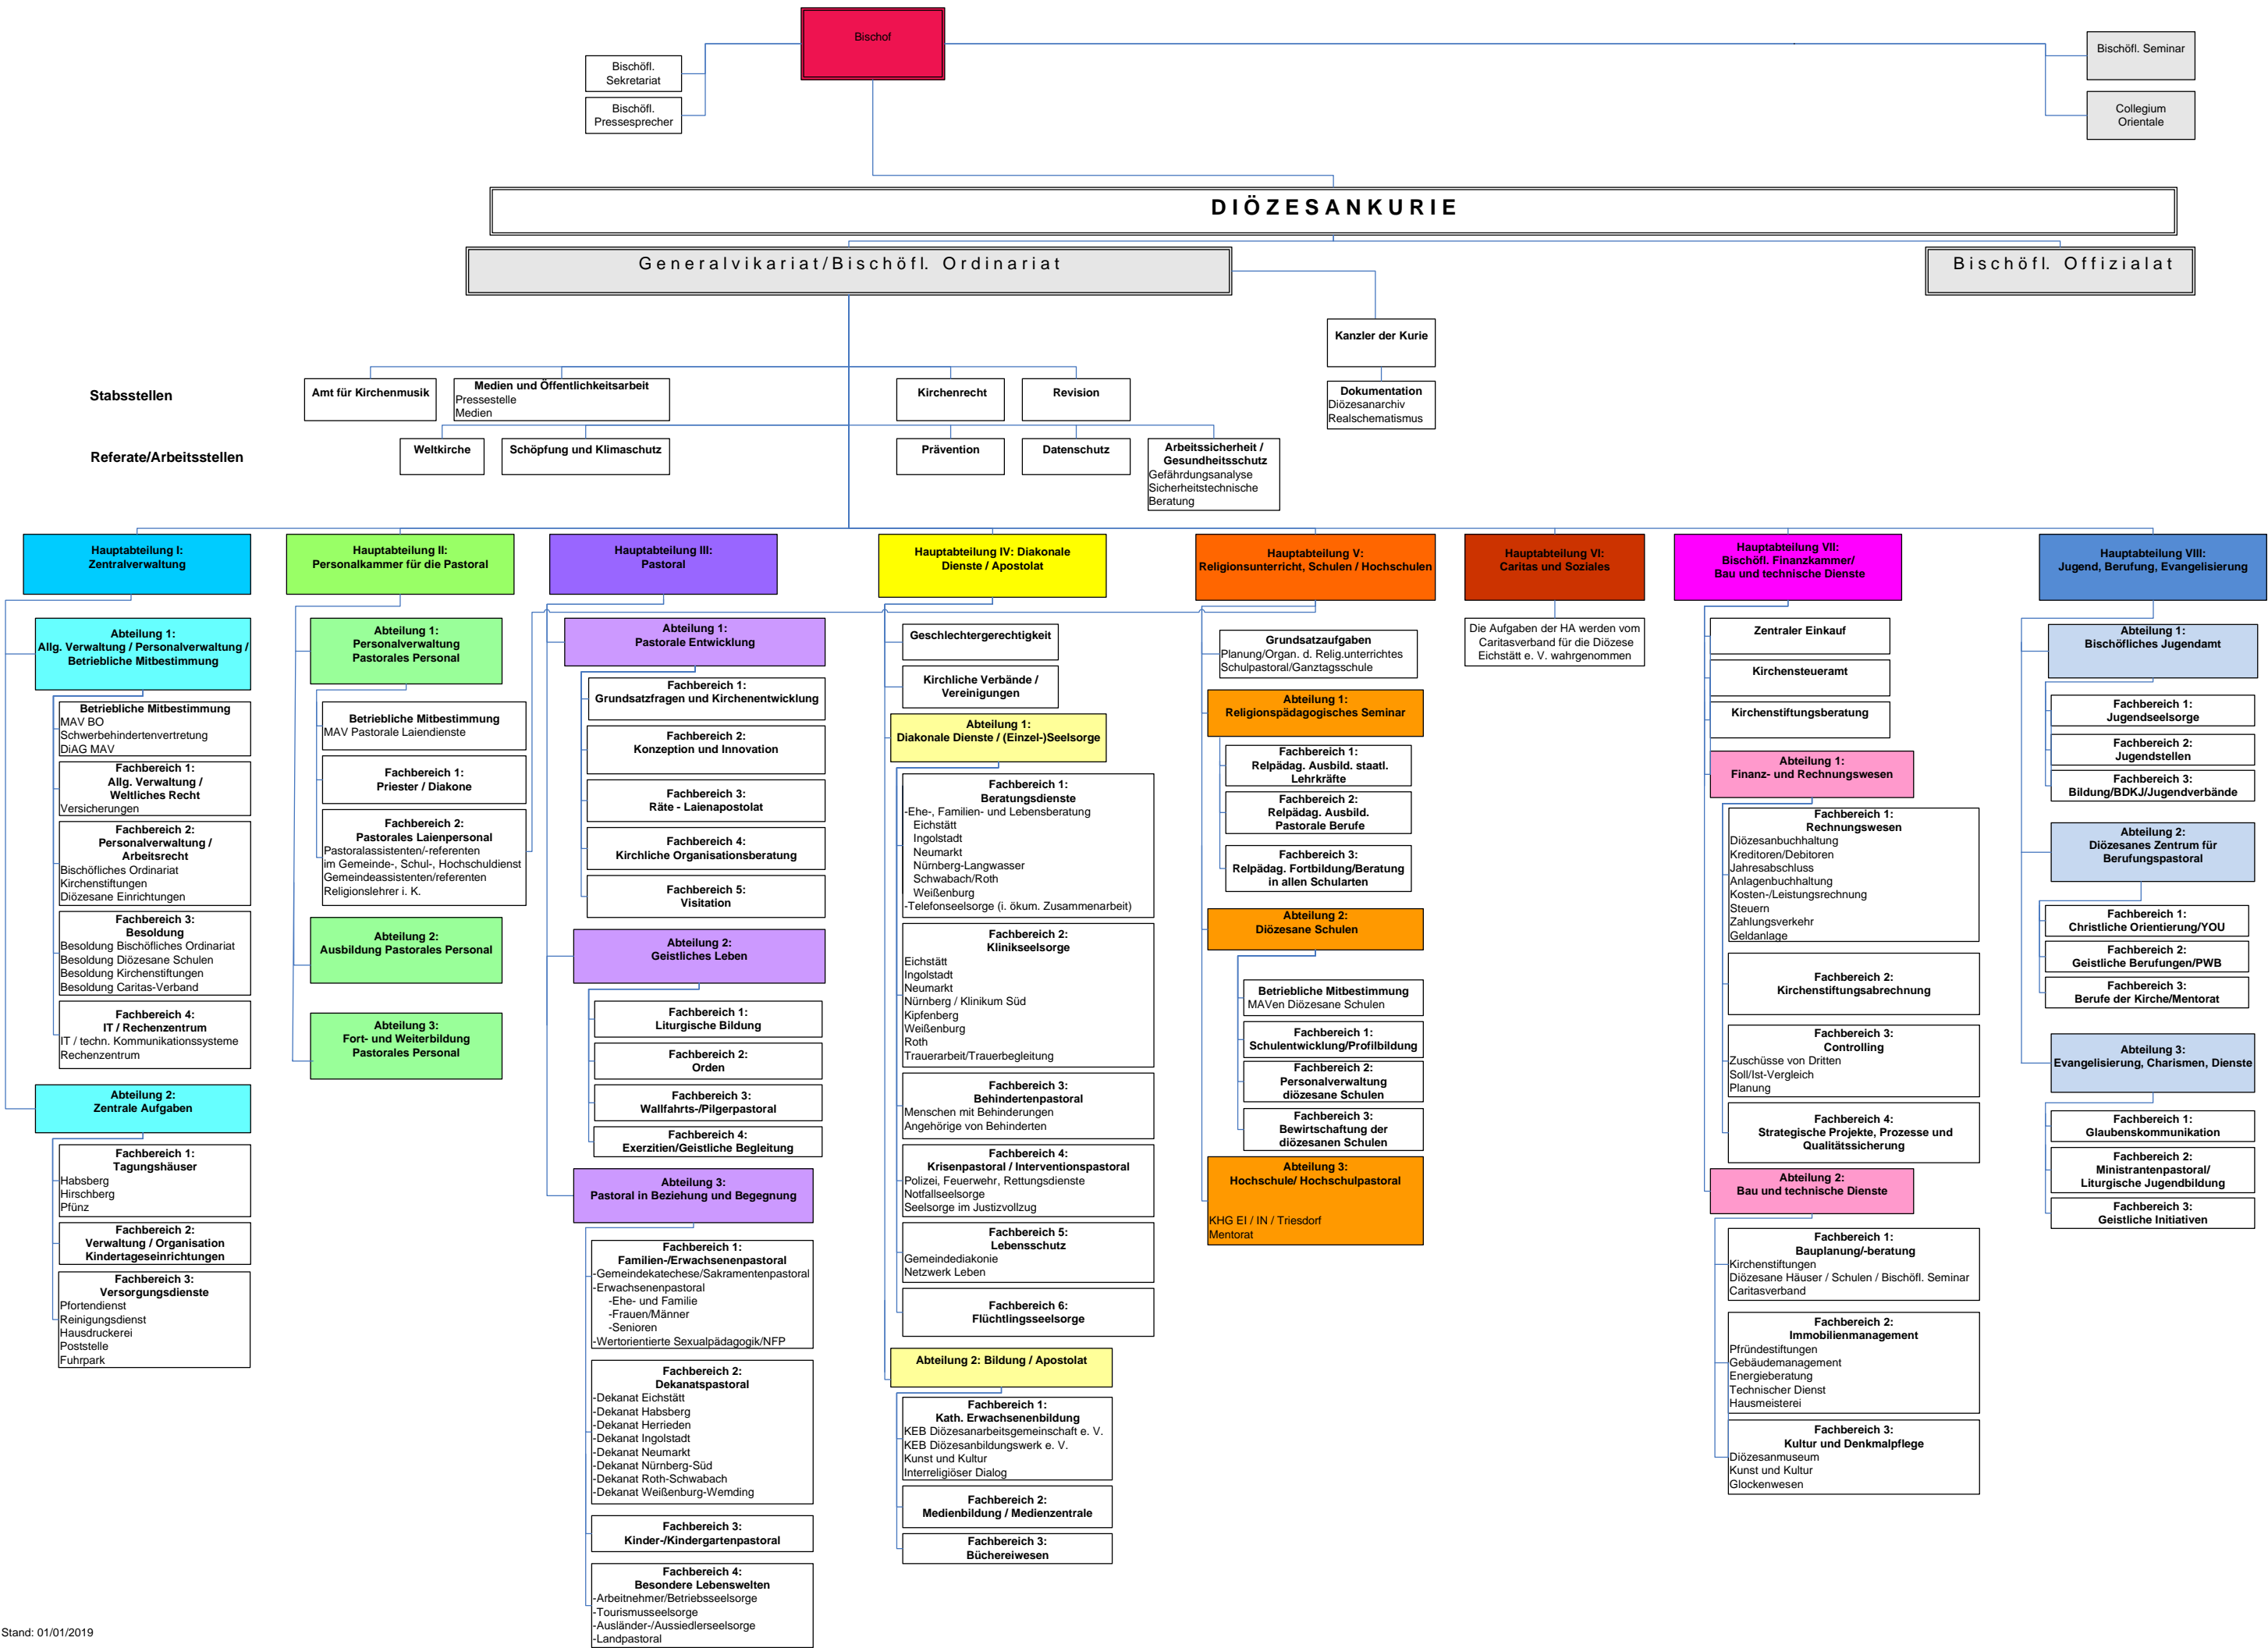 Bischof
Bischöfl.
Sekretariat
Bischöfl.
Pressesprecher
Bischöfl. Seminar
Collegium
Orientale
DIÖZESANKURIE
Generalvikariat/Bischöfl. Ordinariat
Bischöfl. Offizialat
Kanzler der Kurie
Dokumentation
Diözesanarchiv
Realschematismus
Stabsstellen
Amt für Kirchenmusik
Medien und Öffentlichkeitsarbeit
Pressestelle
Medien
Kirchenrecht
Revision
Referate/Arbeitsstellen
Weltkirche
Schöpfung und Klimaschutz
Prävention
Datenschutz
Arbeitssicherheit /
Gesundheitsschutz
Gefährdungsanalyse
Sicherheitstechnische
Beratung
Hauptabteilung I:
Zentralverwaltung
Abteilung 1:
Allg. Verwaltung / Personalverwaltung /
Betriebliche Mitbestimmung
Betriebliche Mitbestimmung
MAV BO
Schwerbehindertenvertretung
DiAG MAV
Fachbereich 1:
Allg. Verwaltung /
Weltliches Recht
Versicherungen
Fachbereich 2:
Personalverwaltung /
Arbeitsrecht
Bischöfliches Ordinariat
Kirchenstiftungen
Diözesane Einrichtungen
Fachbereich 3:
Besoldung
Besoldung Bischöfliches Ordinariat
Besoldung Diözesane Schulen
Besoldung Kirchenstiftungen
Besoldung Caritas-Verband
Fachbereich 4:
IT / Rechenzentrum
IT / techn. Kommunikationssysteme
Rechenzentrum
Abteilung 2:
Zentrale Aufgaben
Fachbereich 1:
Tagungshäuser
Habsberg
Hirschberg
Pfünz
Fachbereich 2:
Verwaltung / Organisation
Kindertageseinrichtungen
Fachbereich 3:
Versorgungsdienste
Pfortendienst
Reinigungsdienst
Hausdruckerei
Poststelle
Fuhrpark
Hauptabteilung II:
Personalkammer für die Pastoral
Abteilung 1:
Personalverwaltung
Pastorales Personal
Betriebliche Mitbestimmung
MAV Pastorale Laiendienste
Fachbereich 1:
Priester / Diakone
Fachbereich 2:
Pastorales Laienpersonal
Pastoralassistenten/-referenten
im Gemeinde-, Schul-, Hochschuldienst
Gemeindeassistenten/referenten
Religionslehrer i. K.
Abteilung 2:
Ausbildung Pastorales Personal
Abteilung 3:
Fort- und Weiterbildung
Pastorales Personal
Hauptabteilung III:
Pastoral
Abteilung 1:
Pastorale Entwicklung
Fachbereich 1:
Grundsatzfragen und Kirchenentwicklung
Fachbereich 2:
Konzeption und Innovation
Fachbereich 3:
Räte - Laienapostolat
Fachbereich 4:
Kirchliche Organisationsberatung
Fachbereich 5:
Visitation
Abteilung 2:
Geistliches Leben
Fachbereich 1:
Liturgische Bildung
Fachbereich 2:
Orden
Fachbereich 3:
Wallfahrts-/Pilgerpastoral
Fachbereich 4:
Exerzitien/Geistliche Begleitung
Abteilung 3:
Pastoral in Beziehung und Begegnung
Fachbereich 1:
Familien-/Erwachsenenpastoral
-Gemeindekatechese/Sakramentenpastoral
-Erwachsenenpastoral
-Ehe- und Familie
-Frauen/Männer
-Senioren
-Wertorientierte Sexualpädagogik/NFP
Fachbereich 2:
Dekanatspastoral
-Dekanat Eichstätt
-Dekanat Habsberg
-Dekanat Herrieden
-Dekanat Ingolstadt
-Dekanat Neumarkt
-Dekanat Nürnberg-Süd
-Dekanat Roth-Schwabach
-Dekanat Weißenburg-Wemding
Fachbereich 3:
Kinder-/Kindergartenpastoral
Fachbereich 4:
Besondere Lebenswelten
-Arbeitnehmer/Betriebsseelsorge
-Tourismusseelsorge
-Ausländer-/Aussiedlerseelsorge
-Landpastoral
Hauptabteilung IV: Diakonale
Dienste / Apostolat
Geschlechtergerechtigkeit
Kirchliche Verbände /
Vereinigungen
Abteilung 1:
Diakonale Dienste / (Einzel-)Seelsorge
Fachbereich 1:
Beratungsdienste
-Ehe-, Familien- und Lebensberatung
Eichstätt
Ingolstadt
Neumarkt
Nürnberg-Langwasser
Schwabach/Roth
Weißenburg
-Telefonseelsorge (i. ökum. Zusammenarbeit)
Fachbereich 2:
Klinikseelsorge
Eichstätt
Ingolstadt
Neumarkt
Nürnberg / Klinikum Süd
Kipfenberg
Weißenburg
Roth
Trauerarbeit/Trauerbegleitung
Fachbereich 3:
Behindertenpastoral
Menschen mit Behinderungen
Angehörige von Behinderten
Fachbereich 4:
Krisenpastoral / Interventionspastoral
Polizei, Feuerwehr, Rettungsdienste
Notfallseelsorge
Seelsorge im Justizvollzug
Fachbereich 5:
Lebensschutz
Gemeindediakonie
Netzwerk Leben
Fachbereich 6:
Flüchtlingsseelsorge
Abteilung 2: Bildung / Apostolat
Fachbereich 1:
Kath. Erwachsenenbildung
KEB Diözesanarbeitsgemeinschaft e. V.
KEB Diözesanbildungswerk e. V.
Kunst und Kultur
Interreligiöser Dialog
Fachbereich 2:
Medienbildung / Medienzentrale
Fachbereich 3:
Büchereiwesen
Hauptabteilung V:
Religionsunterricht, Schulen / Hochschulen
Grundsatzaufgaben
Planung/Organ. d. Relig.unterrichtes
Schulpastoral/Ganztagsschule
Abteilung 1:
Religionspädagogisches Seminar
Fachbereich 1:
Relpädag. Ausbild. staatl.
Lehrkräfte
Fachbereich 2:
Relpädag. Ausbild.
Pastorale Berufe
Fachbereich 3:
Relpädag. Fortbildung/Beratung
in allen Schularten
Abteilung 2:
Diözesane Schulen
Betriebliche Mitbestimmung
MAVen Diözesane Schulen
Fachbereich 1:
Schulentwicklung/Profilbildung
Fachbereich 2:
Personalverwaltung
diözesane Schulen
Fachbereich 3:
Bewirtschaftung der
diözesanen Schulen
Abteilung 3:
Hochschule/ Hochschulpastoral
KHG EI / IN / Triesdorf
Mentorat
Hauptabteilung VI:
Caritas und Soziales
Die Aufgaben der HA werden vom
Caritasverband für die Diözese
Eichstätt e. V. wahrgenommen
Hauptabteilung VII:
Bischöfl. Finanzkammer/
Bau und technische Dienste
Zentraler Einkauf
Kirchensteueramt
Kirchenstiftungsberatung
Abteilung 1:
Finanz- und Rechnungswesen
Fachbereich 1:
Rechnungswesen
Diözesanbuchhaltung
Kreditoren/Debitoren
Jahresabschluss
Anlagenbuchhaltung
Kosten-/Leistungsrechnung
Steuern
Zahlungsverkehr
Geldanlage
Fachbereich 2:
Kirchenstiftungsabrechnung
Fachbereich 3:
Controlling
Zuschüsse von Dritten
Soll/Ist-Vergleich
Planung
Fachbereich 4:
Strategische Projekte, Prozesse und
Qualitätssicherung
Abteilung 2:
Bau und technische Dienste
Fachbereich 1:
Bauplanung/-beratung
Kirchenstiftungen
Diözesane Häuser / Schulen / Bischöfl. Seminar
Caritasverband
Fachbereich 2:
Immobilienmanagement
Pfründestiftungen
Gebäudemanagement
Energieberatung
Technischer Dienst
Hausmeisterei
Fachbereich 3:
Kultur und Denkmalpflege
Diözesanmuseum
Kunst und Kultur
Glockenwesen
Hauptabteilung VIII:
Jugend, Berufung, Evangelisierung
Abteilung 1:
Bischöfliches Jugendamt
Fachbereich 1:
Jugendseelsorge
Fachbereich 2:
Jugendstellen
Fachbereich 3:
Bildung/BDKJ/Jugendverbände
Abteilung 2:
Diözesanes Zentrum für
Berufungspastoral
Fachbereich 1:
Christliche Orientierung/YOU
Fachbereich 2:
Geistliche Berufungen/PWB
Fachbereich 3:
Berufe der Kirche/Mentorat
Abteilung 3:
Evangelisierung, Charismen, Dienste
Fachbereich 1:
Glaubenskommunikation
Fachbereich 2:
Ministrantenpastoral/
Liturgische Jugendbildung
Fachbereich 3:
Geistliche Initiativen
Stand: 01/01/2019